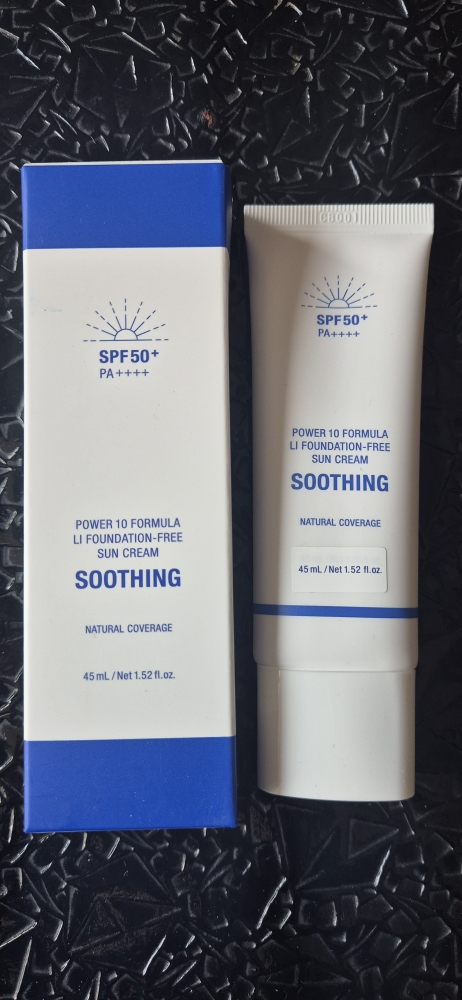 SPF50+
PA++++
POWER 10 FORMULA
LI FOUNDATION-FREE
SUN CREAM
SOOTHING
NATURAL COVERAGE
45 mL / Net 1.52 fl.oz.
SPF50+
PA++++
POWER 10 FORMULA
LI FOUNDATION-FREE
SUN CREAM
SOOTHING
NATURAL COVERAGE
45 mL / Net 1.52 fl.oz.